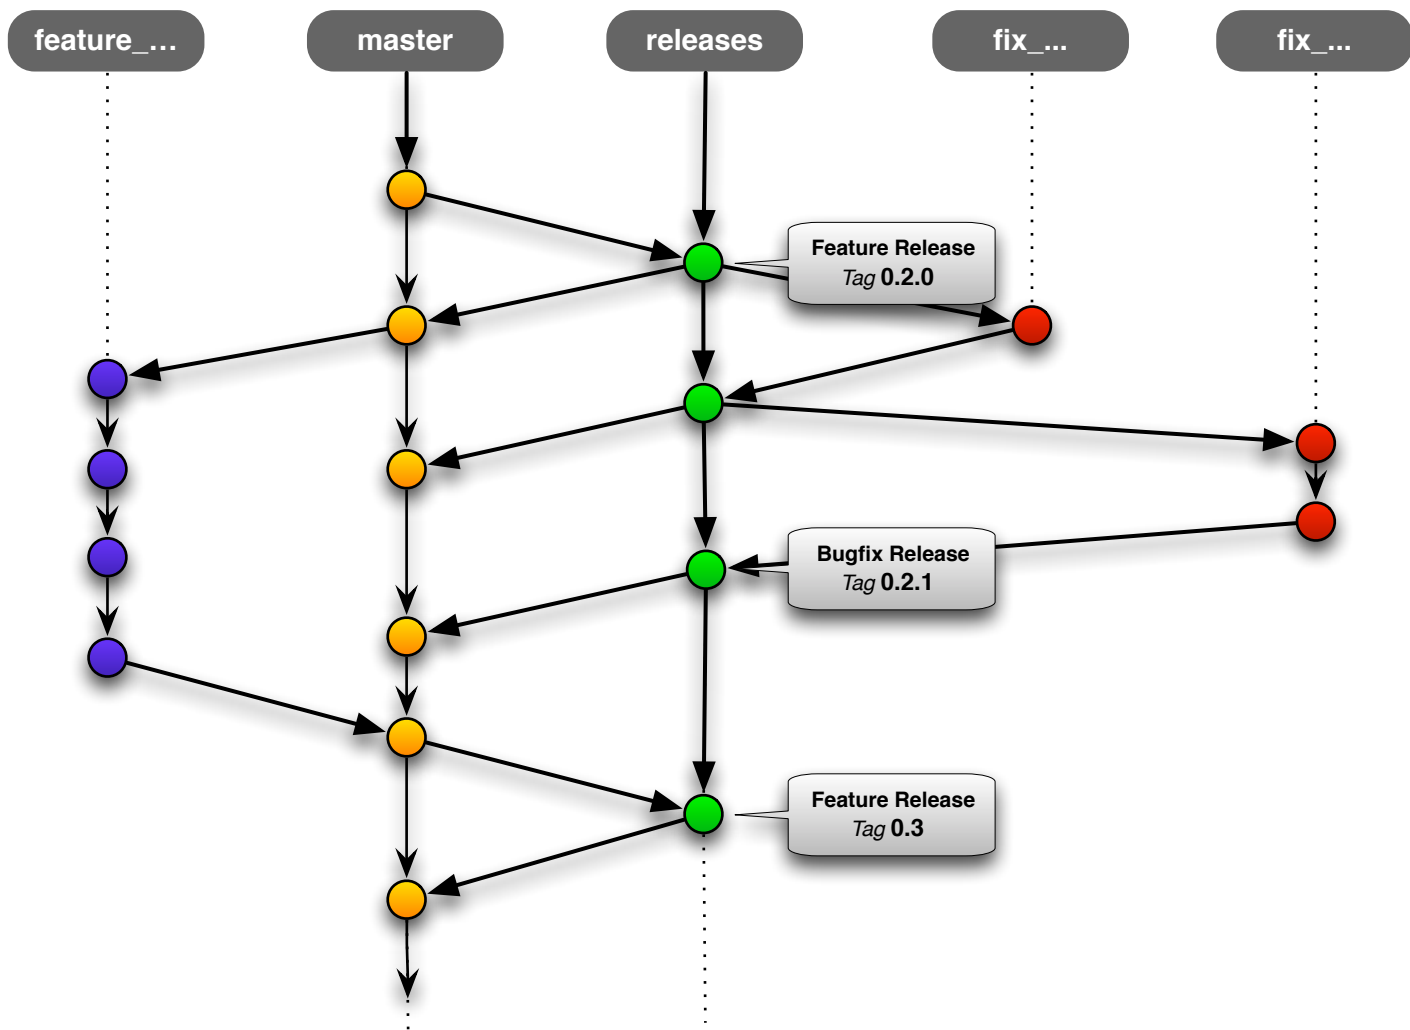 feature_...
master
releases
fix_...
fix_...
Feature Release
Tag 0.2.0
Bugfix Release
Tag 0.2.1
Feature Release
Tag 0.3